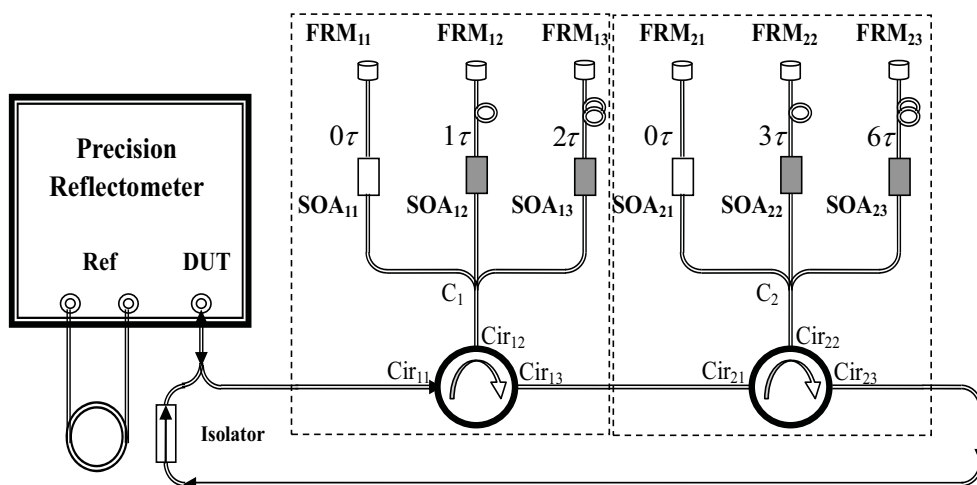 FRM₁₁ FRM₁₂ FRM₁₃ FRM₂₁ FRM₂₂ FRM₂₃
Precision
Reflectometer
0τ 1τ 2τ 0τ 3τ 6τ
SOA₁₁ SOA₁₂ SOA₁₃ SOA₂₁ SOA₂₂ SOA₂₃
Ref DUT
C₁ C₂
Cir₁₂ Cir₂₂
Cir₁₁ Cir₁₃ Cir₂₁ Cir₂₃
Isolator